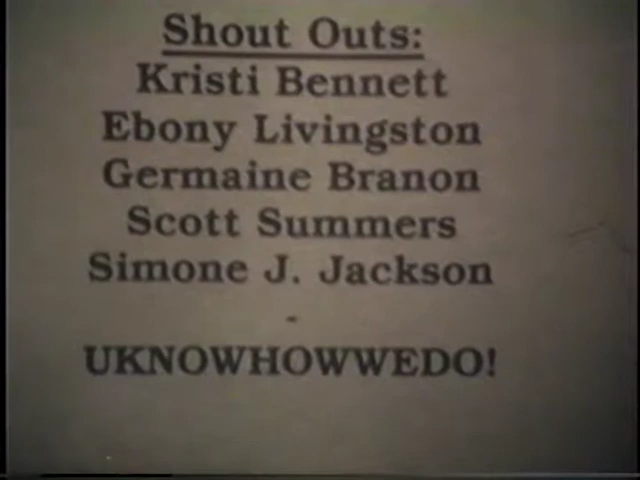 Shout Outs:
Kristi Bennett
Ebony Livingston
Germaine Branon
Scott Summers
Simone J. Jackson
-
UKNOWHOWWEDO!